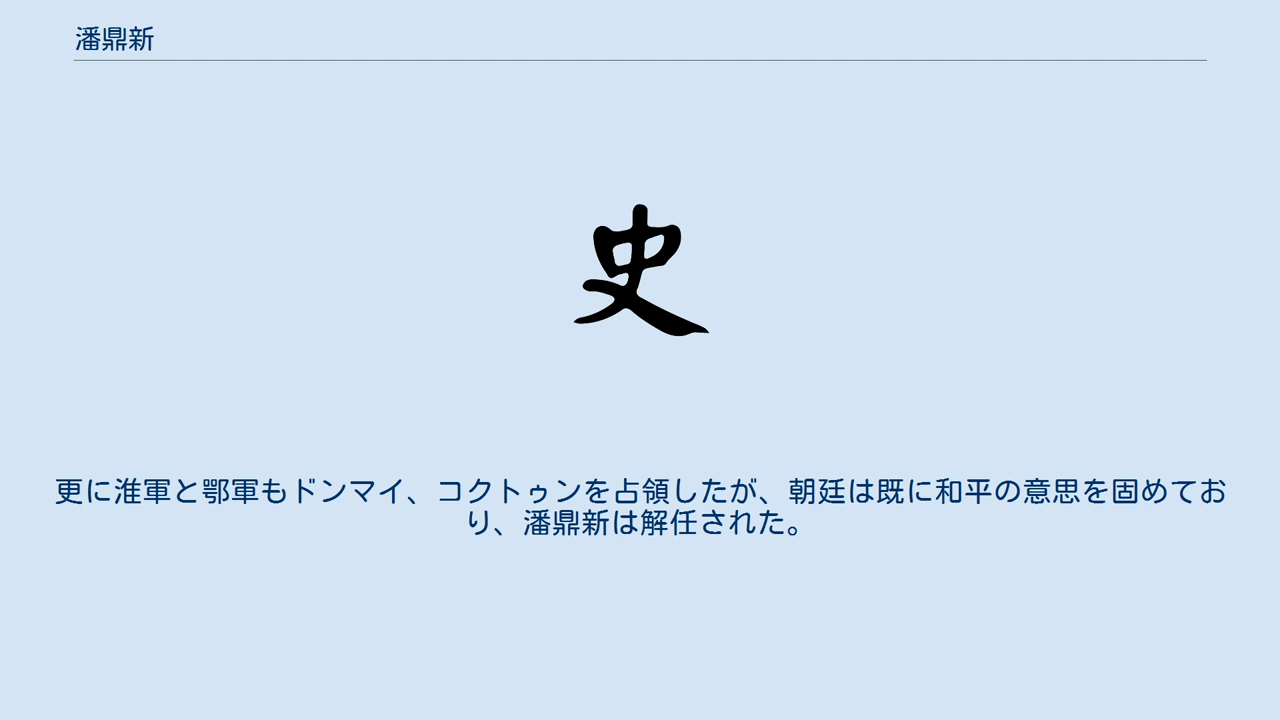 潘鼎新
史
更に淮軍と鄂軍もドンマイ、コクトゥンを占領したが、朝廷は既に和平の意思を固めてお
り、潘鼎新は解任された。